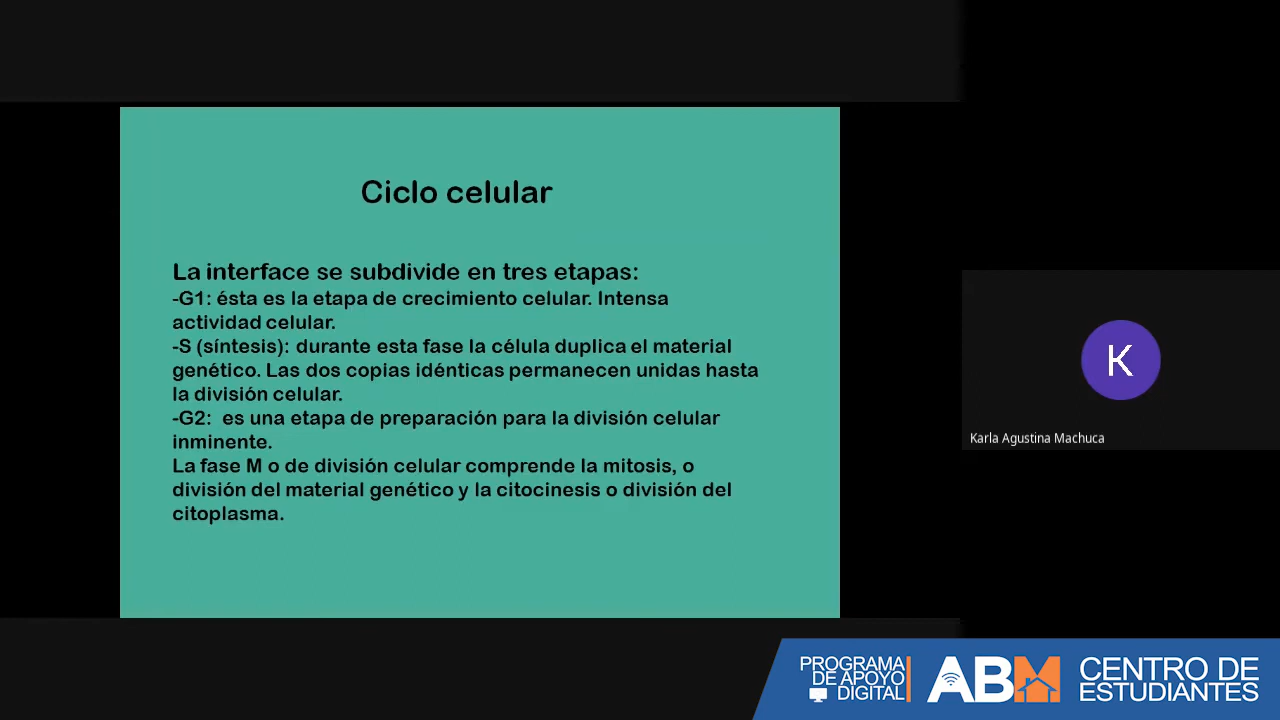 Ciclo celular
La interface se subdivide en tres etapas:
-G1: ésta es la etapa de crecimiento celular. Intensa
actividad celular.
-S (síntesis): durante esta fase la célula duplica el material
genético. Las dos copias idénticas permanecen unidas hasta
la división celular.
-G2:  es una etapa de preparación para la división celular
inminente.
La fase M o de división celular comprende la mitosis, o
división del material genético y la citocinesis o división del
citoplasma.
K
Karla Agustina Machuca
PROGRAMA
DE APOYO
DIGITAL
ABM
CENTRO DE
ESTUDIANTES